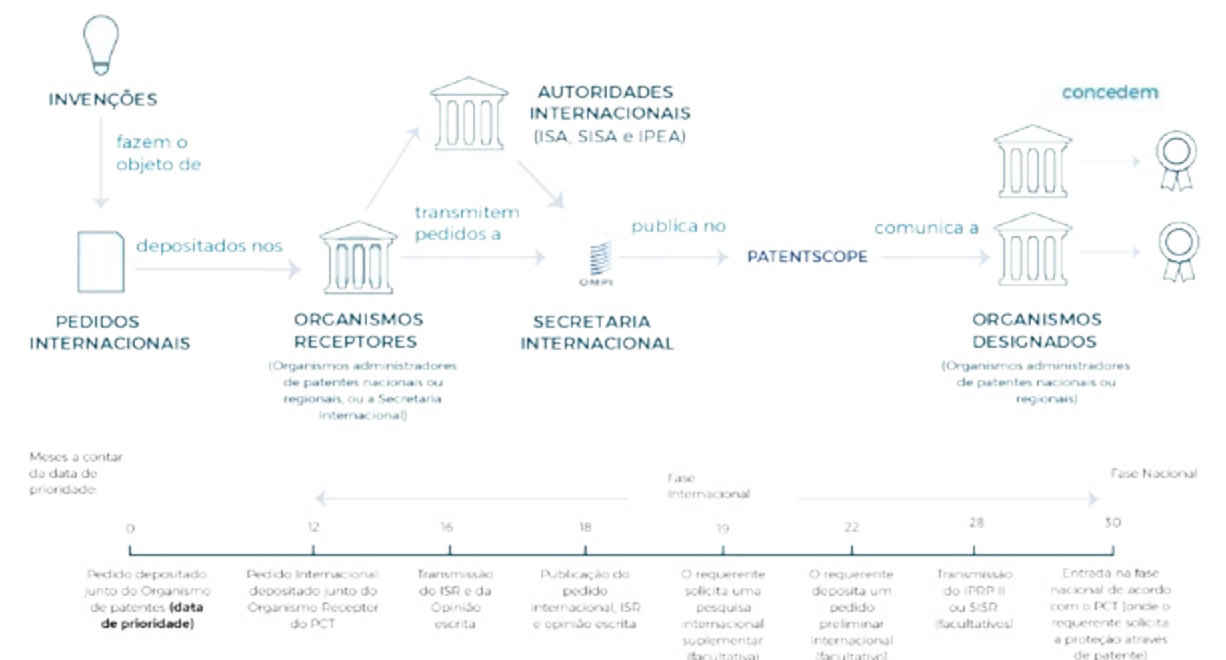 INVENÇÕES
fazem o
objeto de
PEDIDOS
INTERNACIONAIS
depositados nos
ORGANISMOS
RECEPTORES
(Organismos administradores
de patentes nacionais ou
regionais, ou a Secretaria
Internacional)
AUTORIDADES
INTERNACIONAIS
(ISA, SISA e IPEA)
transmitem
pedidos a
OMPI
SECRETARIA
INTERNACIONAL
publica no
PATENTSCOPE
comunica a
concedem
ORGANISMOS
DESIGNADOS
(Organismos administradores
de patentes nacionais ou
regionais)
Meses a contar
da data de
prioridade:
Fase
Internacional
Fase Nacional
0
12
16
18
19
22
28
30
Pedido depositado
junto do Organismo
de patentes (data
de prioridade)
Pedido Internacional
depositado junto do
Organismo Receptor
do PCT
Transmissão
do ISR e da
Opinião
escrita
Publicação do
pedido
internacional, ISR
e opinião escrita
O requerente
solicita uma
pesquisa
internacional
suplementar
(facultativa)
O requerente
deposita um
pedido
preliminar
internacional
(facultativo)
Transmissão
do IPRP II
ou SISR
(facultativos)
Entrada na fase
nacional de acordo
com o PCT (onde o
requerente solicita
a proteção através
de patente)